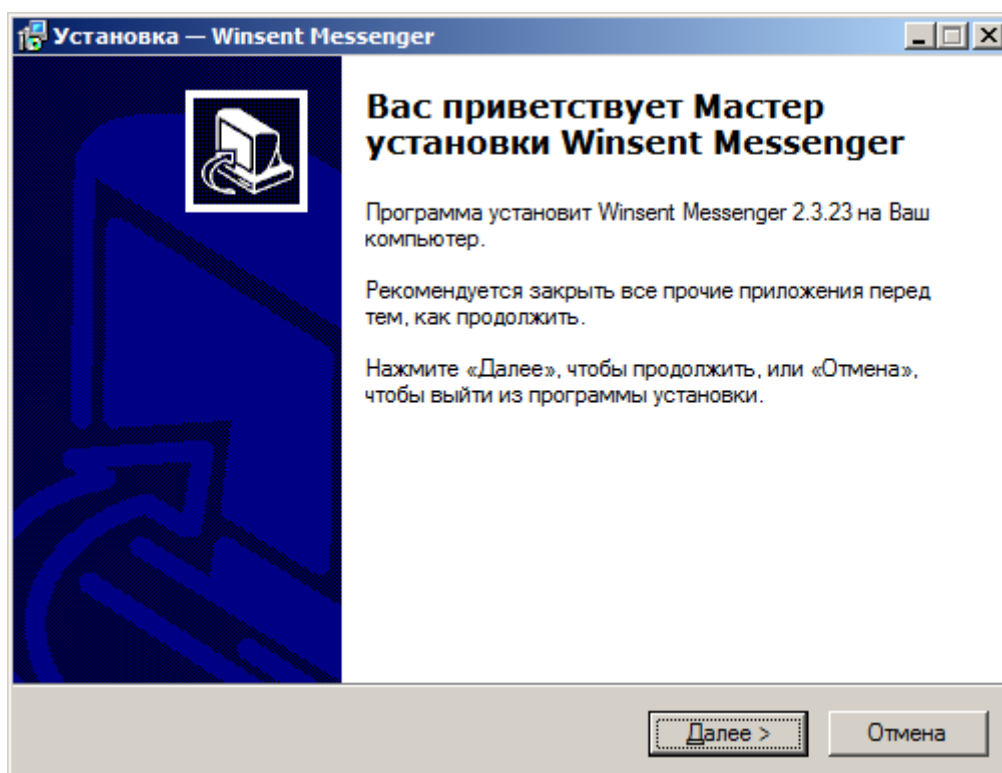 Установка — Winsent Messenger
Вас приветствует Мастер
установки Winsent Messenger
Программа установит Winsent Messenger 2.3.23 на Ваш
компьютер.
Рекомендуется закрыть все прочие приложения перед
тем, как продолжить.
Нажмите «Далее», чтобы продолжить, или «Отмена»,
чтобы выйти из программы установки.
Далее >
Отмена